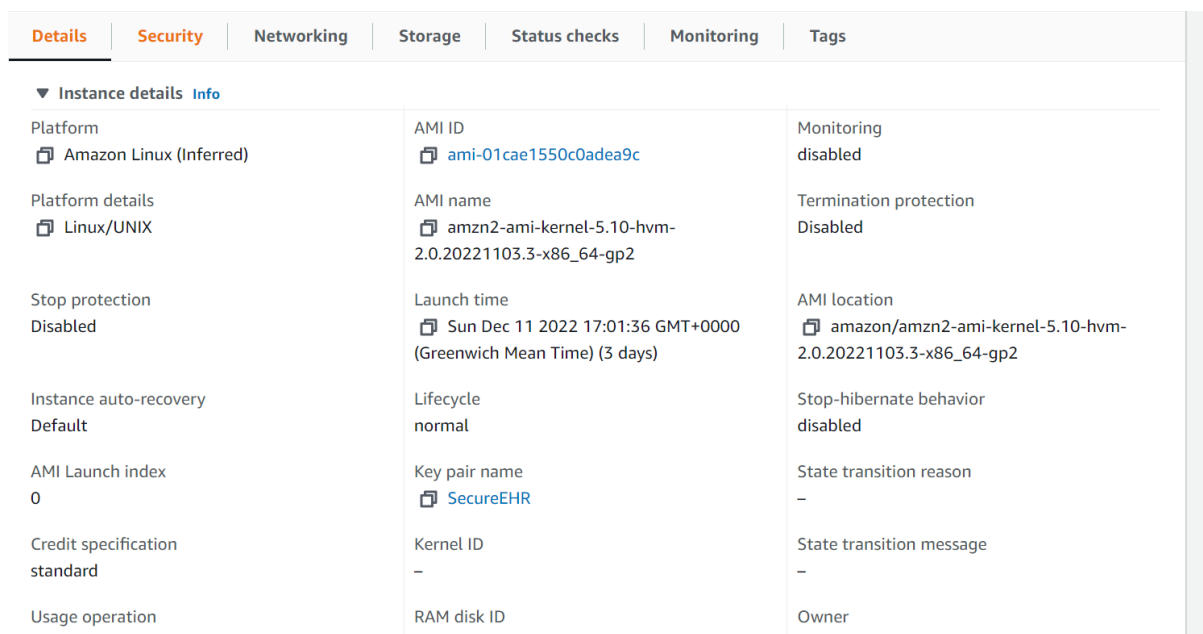 Details Security Networking Storage Status checks Monitoring Tags
Instance details Info
Platform
Amazon Linux (Inferred)
AMI ID
ami-01cae1550c0adea9c
Monitoring
disabled
Platform details
Linux/UNIX
AMI name
amzn2-ami-kernel-5.10-hvm-
2.0.20221103.3-x86_64-gp2
Termination protection
Disabled
Stop protection
Disabled
Launch time
Sun Dec 11 2022 17:01:36 GMT+0000
(Greenwich Mean Time) (3 days)
AMI location
amazon/amzn2-ami-kernel-5.10-hvm-
2.0.20221103.3-x86_64-gp2
Instance auto-recovery
Default
Lifecycle
normal
Stop-hibernate behavior
disabled
AMI Launch index
0
Key pair name
SecureEHR
State transition reason
–
Credit specification
standard
Kernel ID
–
State transition message
–
Usage operation
RAM disk ID
Owner